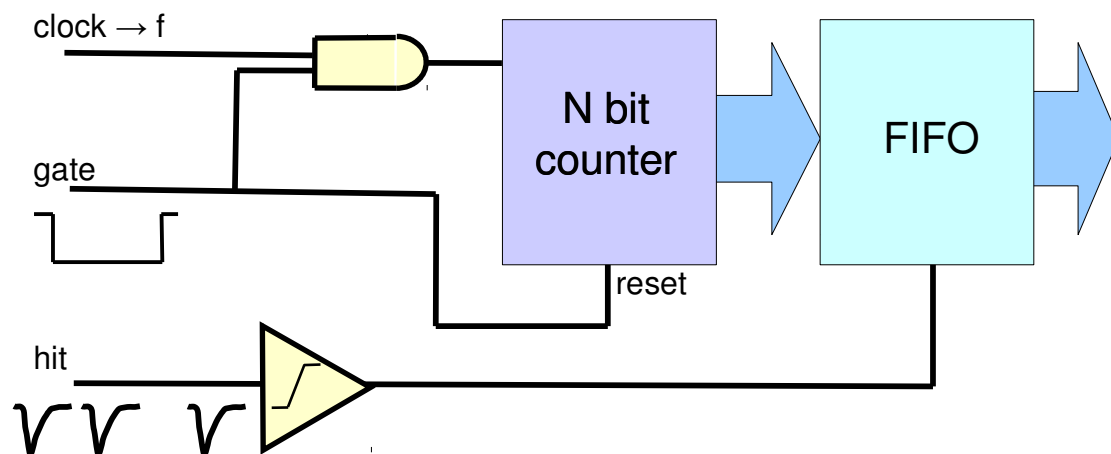 clock → f
N bit
counter
FIFO
gate
reset
hit